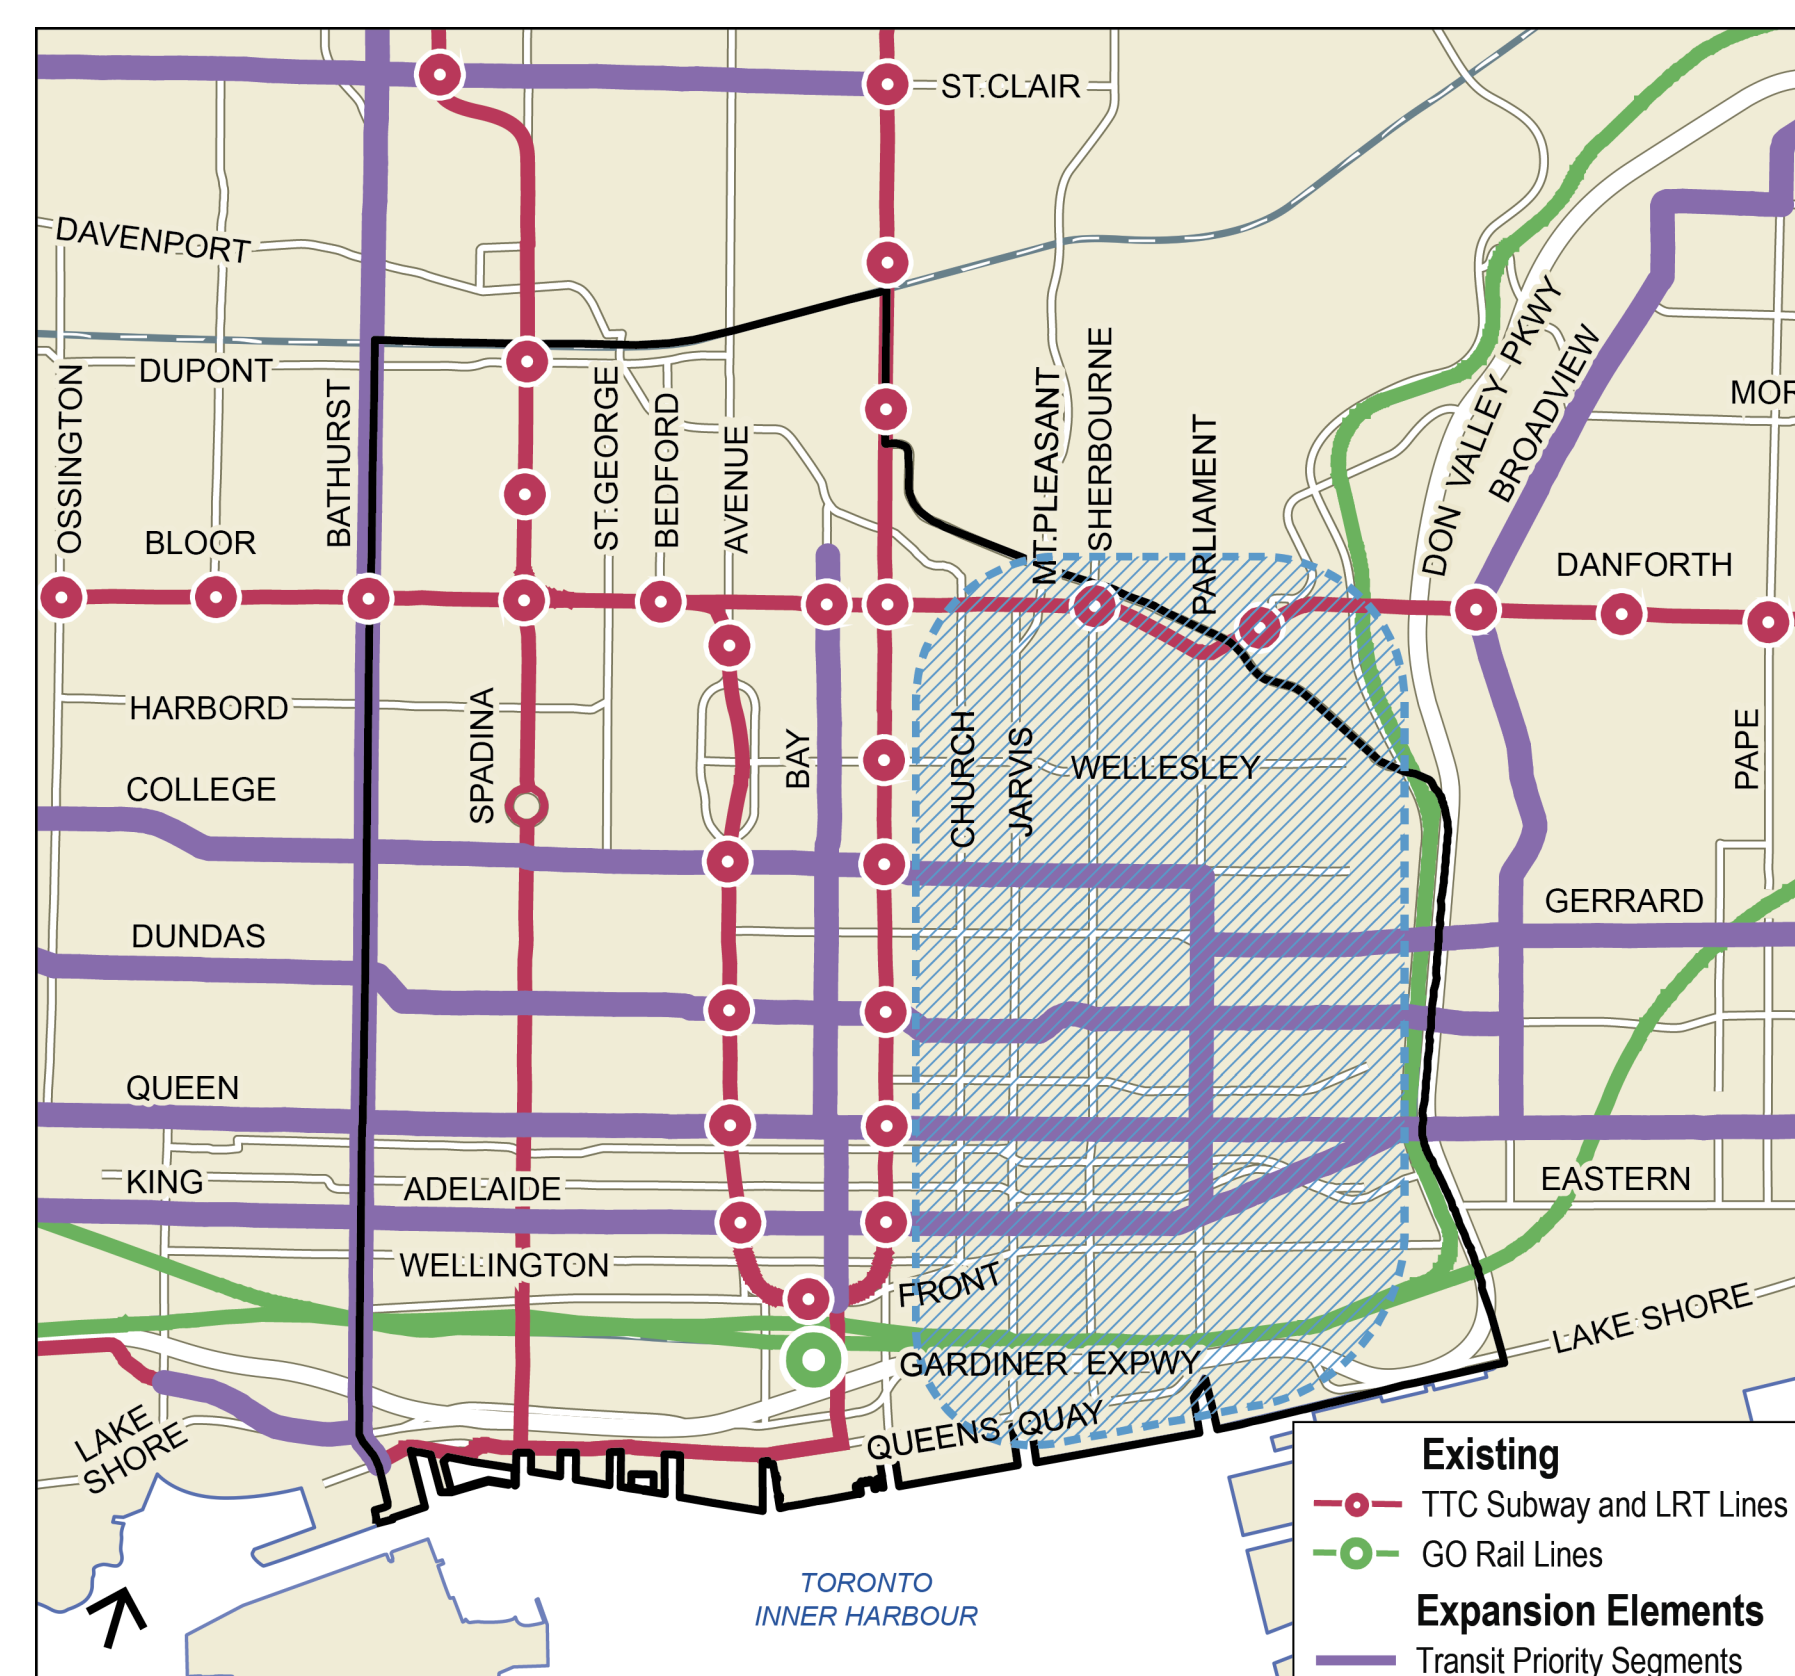 ST.CLAIR
DAVENPORT
DUPONT
OSSINGTON
BATHURST
ST.GEORGE
BEDFORD
AVENUE
MT.PLEASANT
SHERBOURNE
PARLIAMENT
DON VALLEY PKWY
BROADVIEW
MOR
BLOOR
DANFORTH
HARBORD
SPADINA
BAY
CHURCH
JARVIS
WELLESLEY
PAPE
COLLEGE
GERRARD
DUNDAS
QUEEN
KING
ADELAIDE
EASTERN
WELLINGTON
FRONT
LAKE SHORE
GARDINER EXPWY
QUEENS QUAY
LAKE
SHORE
TORONTO
INNER HARBOUR
Existing
TTC Subway and LRT Lines
GO Rail Lines
Expansion Elements
Transit Priority Segments